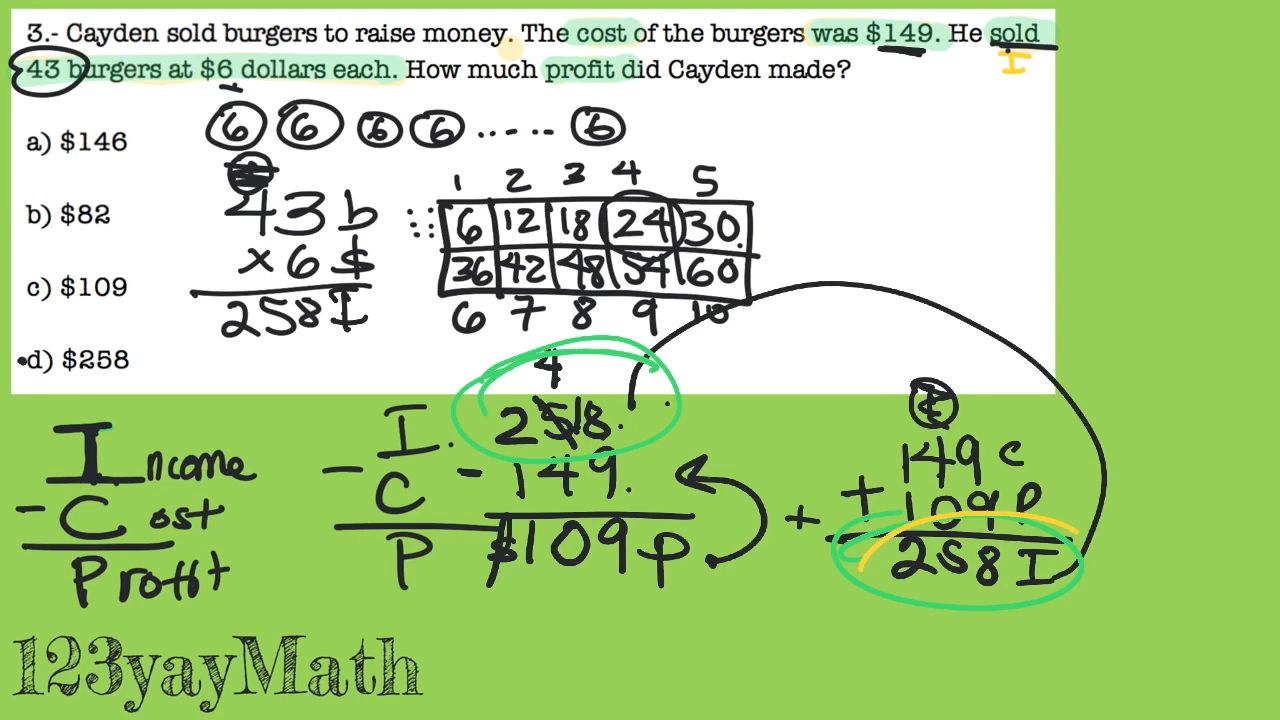 3.- Cayden sold burgers to raise money. The cost of the burgers was $149. He sold
43 burgers at $6 dollars each. How much profit did Cayden made?
I
a) $146
b) $82
c) $109
d) $258
6 6 6 6 ...... 6
43 b
x 6 $
258 I
1 2 3 4 5
6 12 18 24 30
36 42 48 54 60
6 7 8 9 10
Income
- Cost
Profit
I
- C
P
4
2518
- 149
$109 P
149 C
+ 109 P
+
258 I
123yayMath